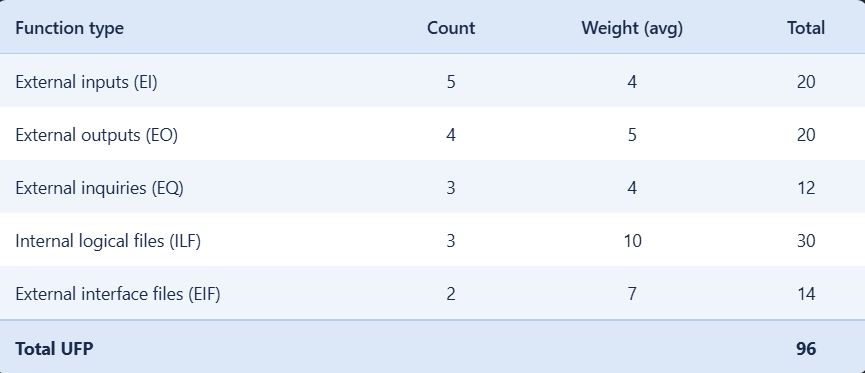 Function type Count Weight (avg) Total
External inputs (EI) 5 4 20
External outputs (EO) 4 5 20
External inquiries (EQ) 3 4 12
Internal logical files (ILF) 3 10 30
External interface files (EIF) 2 7 14
Total UFP 96